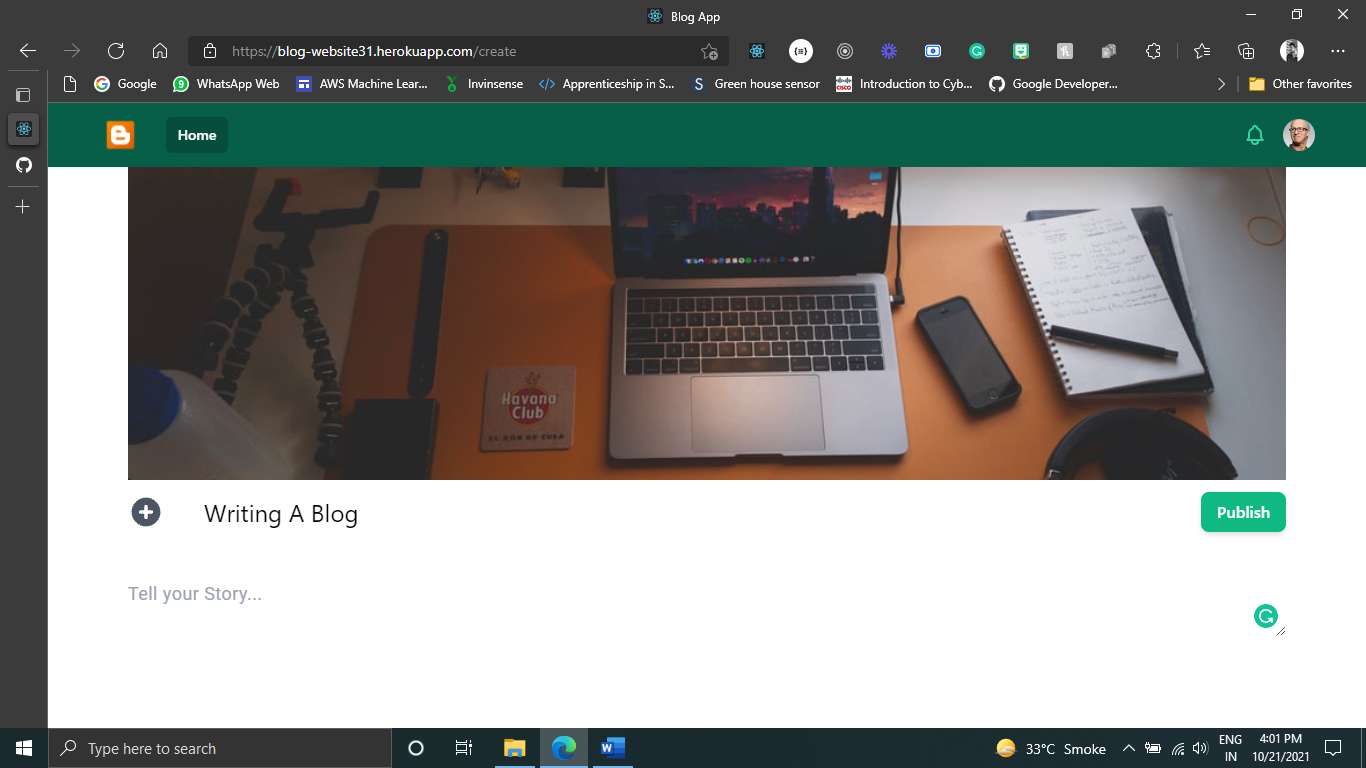 Blog App
https://blog-website31.herokuapp.com/create
Google
WhatsApp Web
AWS Machine Lear...
Invinsense
Apprenticeship in S...
Green house sensor
Introduction to Cyb...
Google Developer...
Other favorites
Home
Havana
Club
EL RON DE CUBA
Writing A Blog
Publish
Tell your Story...
Type here to search
33°C Smoke
ENG
IN
4:01 PM
10/21/2021